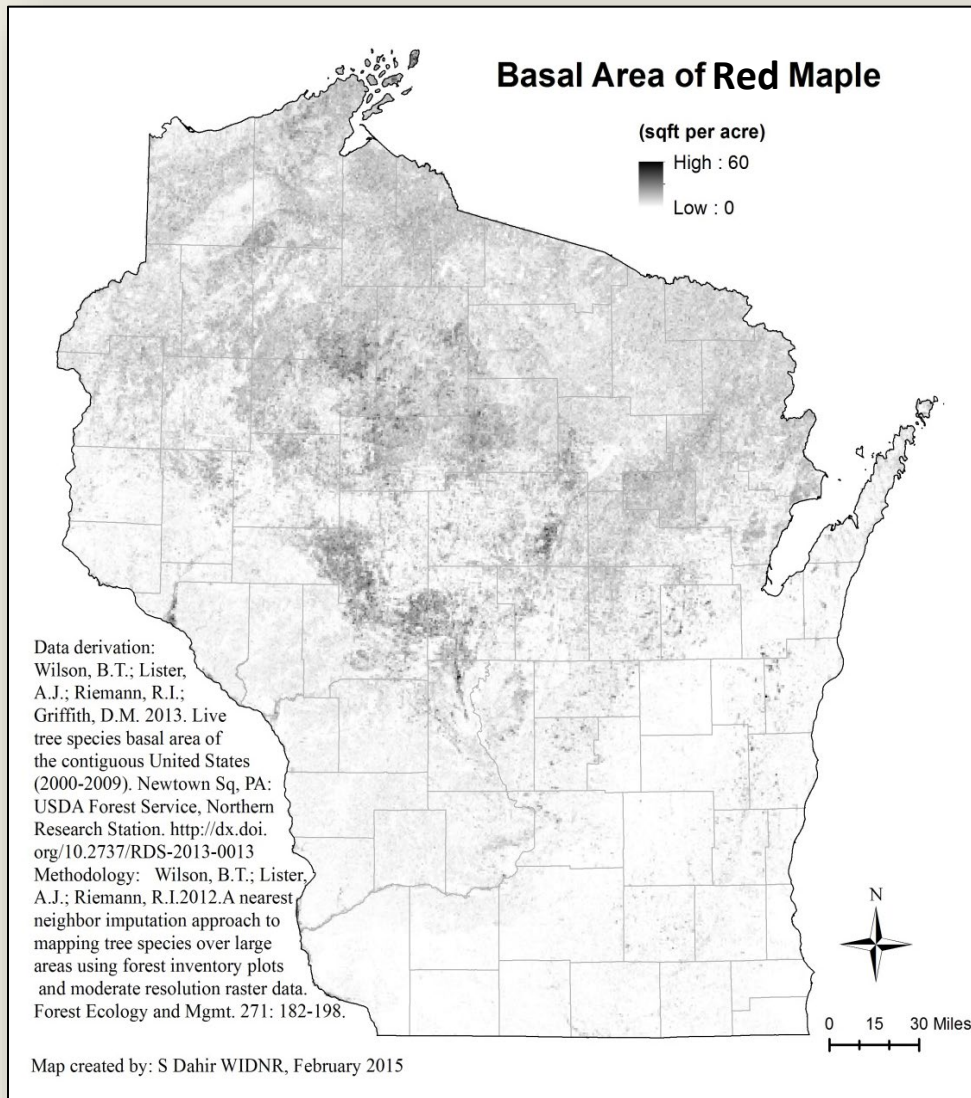 Basal Area of Red Maple
(sqft per acre)
High : 60
Low : 0
Data derivation:
Wilson, B.T.; Lister,
A.J.; Riemann, R.I.;
Griffith, D.M. 2013. Live
tree species basal area of
the contiguous United States
(2000-2009). Newtown Sq, PA:
USDA Forest Service, Northern
Research Station. http://dx.doi.
org/10.2737/RDS-2013-0013
Methodology: Wilson, B.T.; Lister,
A.J.; Riemann, R.I.2012.A nearest
neighbor imputation approach to
mapping tree species over large
areas using forest inventory plots
and moderate resolution raster data.
Forest Ecology and Mgmt. 271: 182-198.
N
0 15 30 Miles
Map created by: S Dahir WIDNR, February 2015